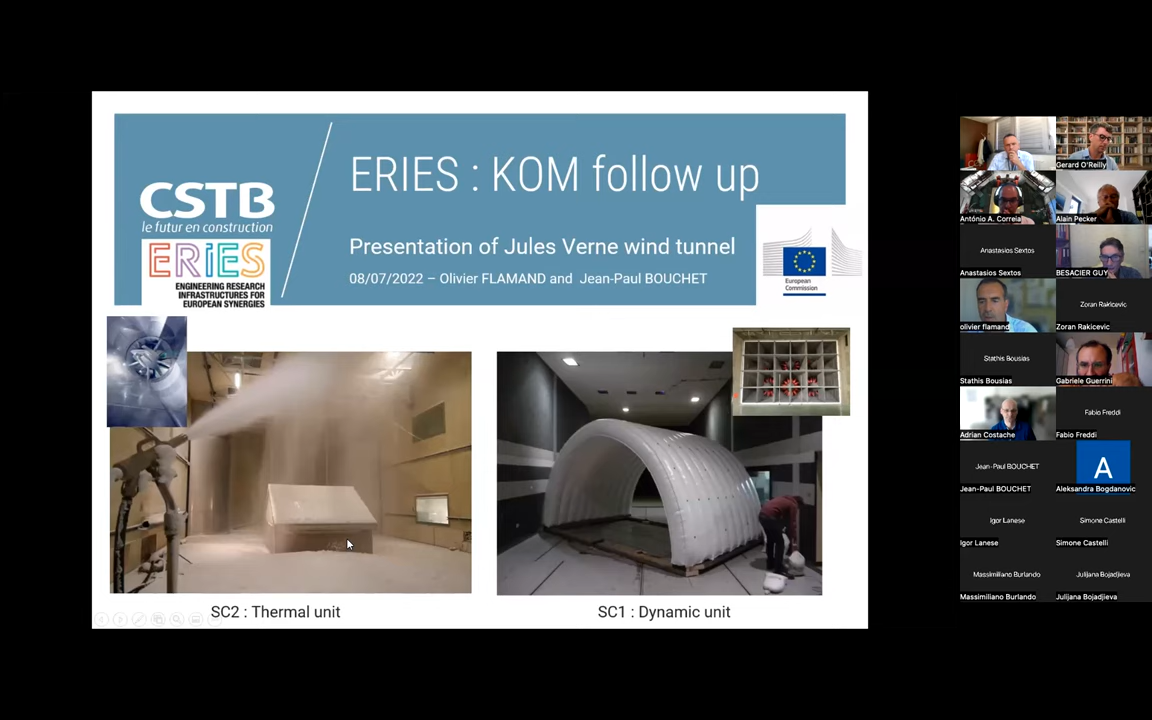 ERIES : KOM follow up
CSTB
le futur en construction
ERIES
ENGINEERING RESEARCH
INFRASTRUCTURES FOR
EUROPEAN SYNERGIES
Presentation of Jules Verne wind tunnel
08/07/2022 – Olivier FLAMAND and Jean-Paul BOUCHET
European
Commission
SC2 : Thermal unit
SC1 : Dynamic unit
Gerard O'Reilly
António A. Correia
Alain Pecker
Anastasios Sextos
Anastasios Sextos
BESACIER GUY
olivier flamand
Zoran Rakicevic
Zoran Rakicevic
Stathis Bousias
Stathis Bousias
Gabriele Guerrini
Adrian Costache
Fabio Freddi
Fabio Freddi
Jean-Paul BOUCHET
Jean-Paul BOUCHET
A
Aleksandra Bogdanovic
Igor Lanese
Igor Lanese
Simone Castelli
Simone Castelli
Massimiliano Burlando
Massimiliano Burlando
Julijana Bojadjieva
Julijana Bojadjieva